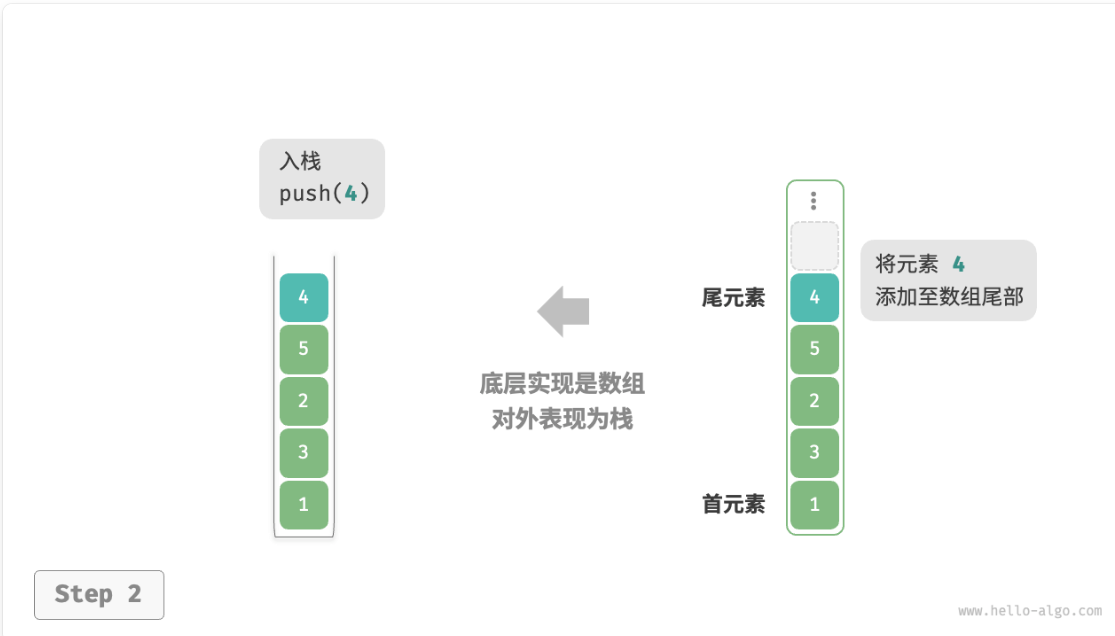 入栈
push(4)
4
5
2
3
1
底层实现是数组
对外表现为栈
尾元素
首元素
4
5
2
3
1
将元素 4
添加至数组尾部
Step 2
www.hello-algo.com